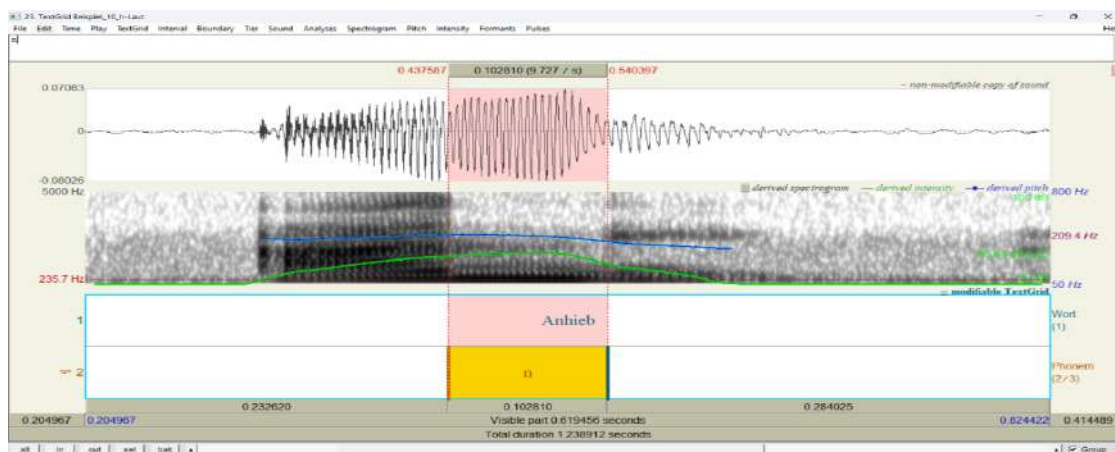 23. TextGrid Beispiel_10_h-Laut
File Edit Time Play TextGrid Interval Boundary Tier Sound Analyses Spectrogram Pitch Intensity Formants Pulses
0.437587 0.102810 (9.727 / s) 0.540397
0.07083 non-modifiable copy of sound
0
-0.08026
5000 Hz derived spectrogram derived intensity derived pitch 800 Hz
209.4 Hz
235.7 Hz 50 Hz
modifiable TextGrid
1 Anhieb Wort
(1)
2 n Phonem
(2/3)
0.232620 0.102810 0.284025
0.204967 0.204967 Visible part 0.619456 seconds 0.824422 0.414489
Total duration 1.238912 seconds
all in out sel bak Group